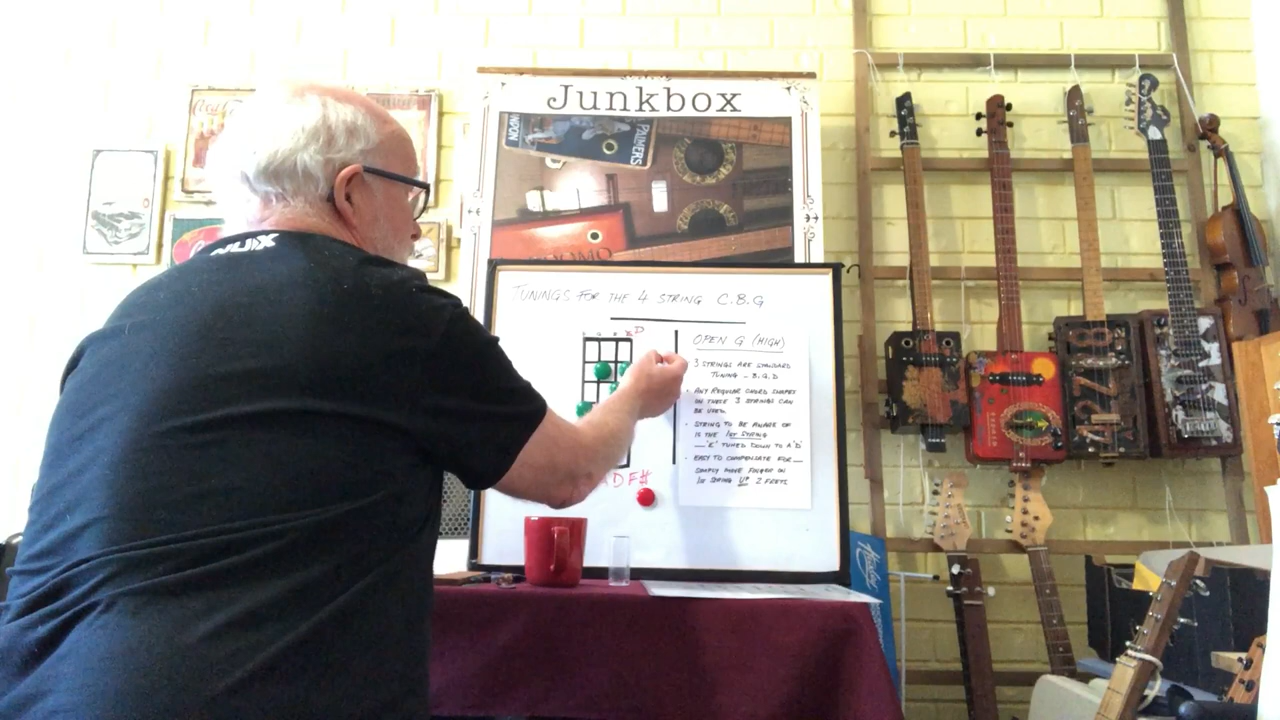 Junkbox
PALMERS
TUNINGS FOR THE 4 STRING C.B.G
D
OPEN G (HIGH)
3 STRINGS ARE STANDARD
TUNING - B.G.D
• ANY REGULAR CHORD SHAPES
ON THESE 3 STRINGS CAN
BE USED.
• STRING TO BE AWARE OF
IS THE 1ST STRING
'E' TUNED DOWN TO A 'D'
• EASY TO COMPENSATE FOR
SIMPLY MOVE FINGER ON
1st STRING UP 2 FRETS
A D F#